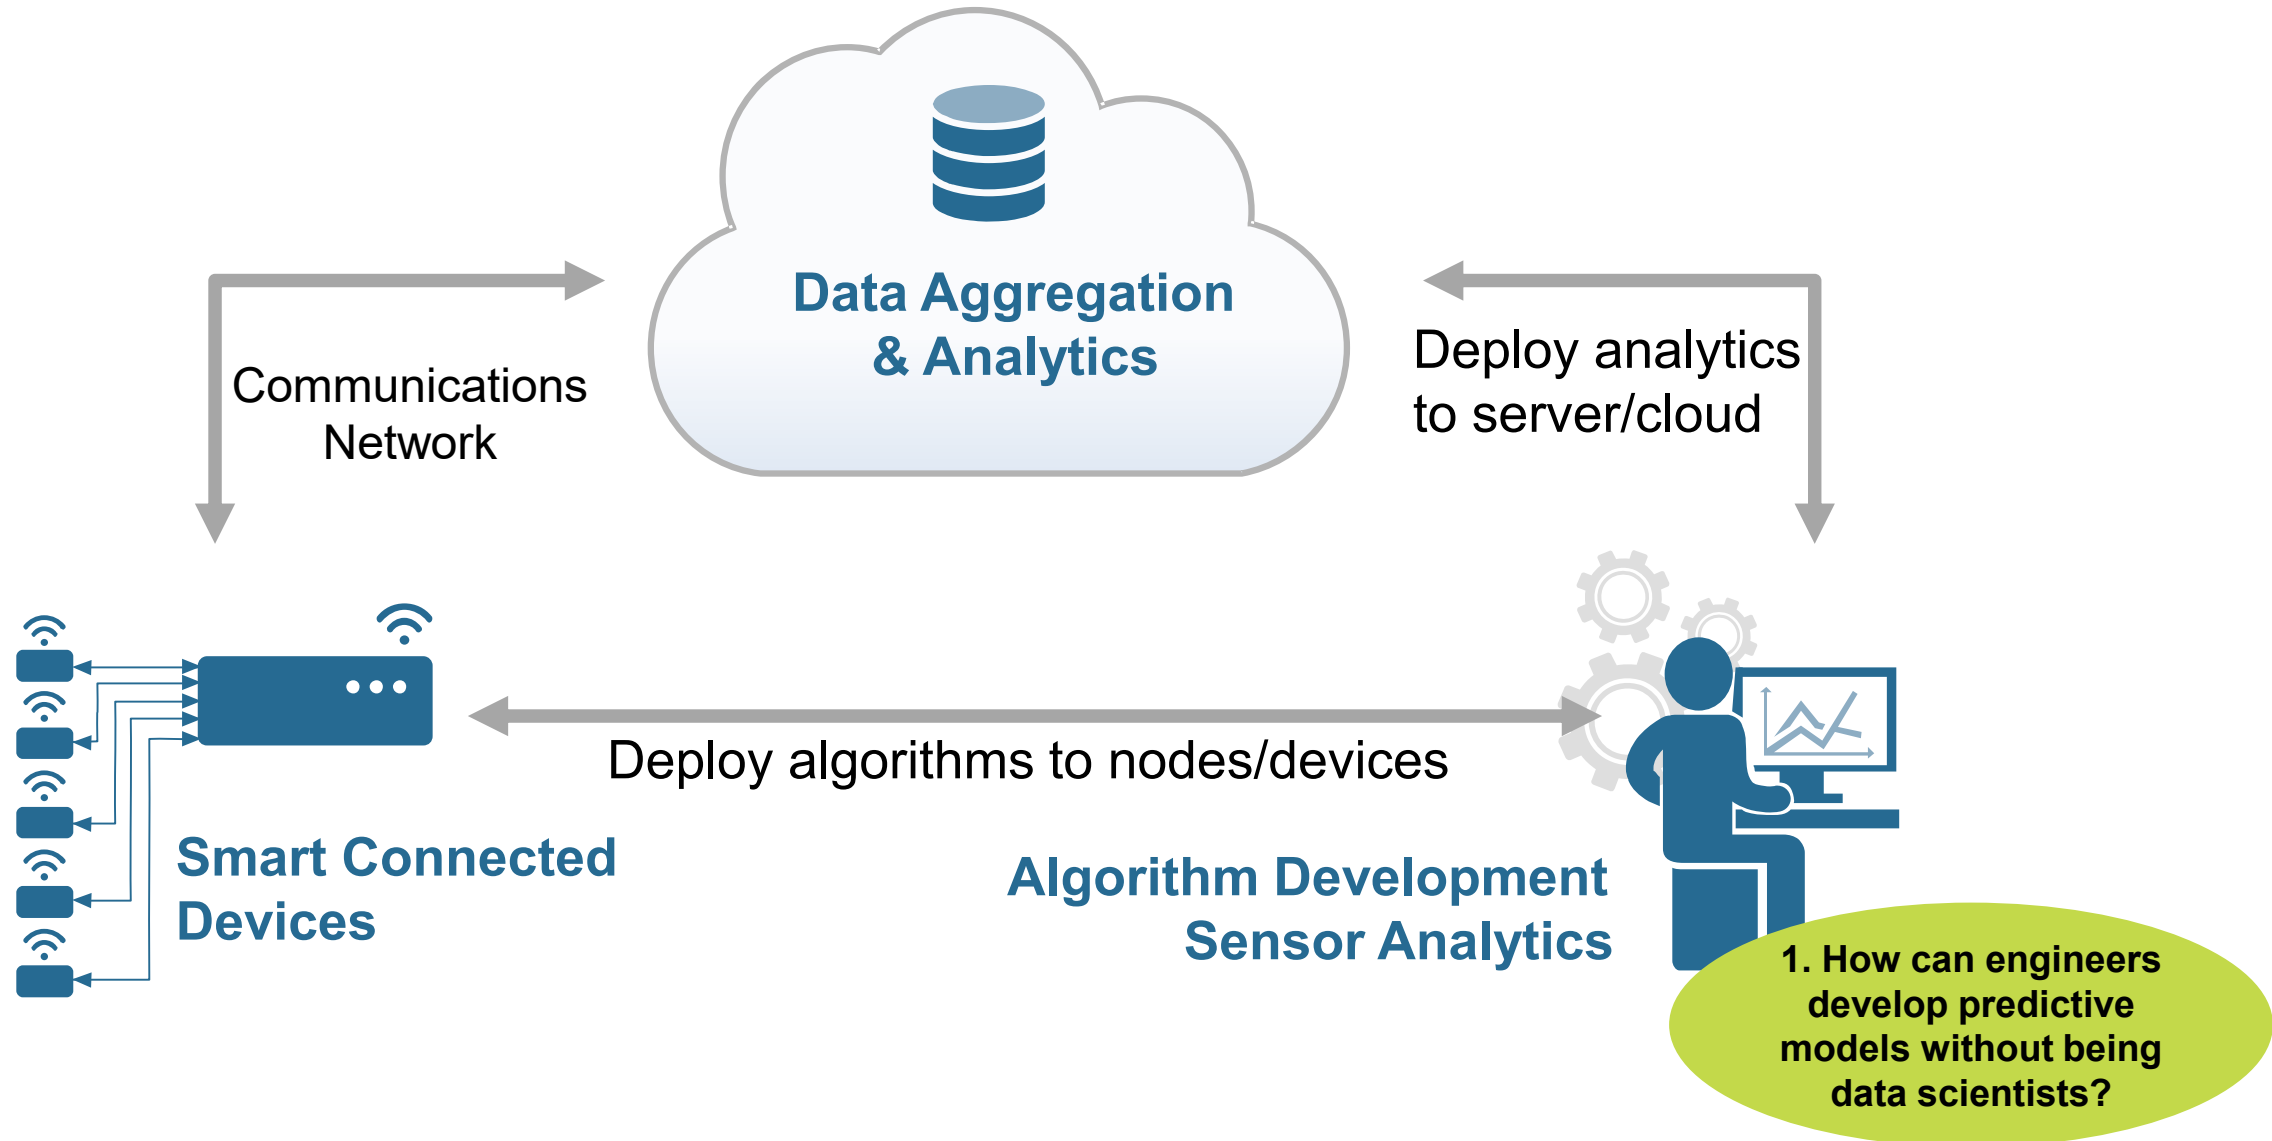 Data Aggregation
& Analytics
Communications
Network
Deploy analytics
to server/cloud
Deploy algorithms to nodes/devices
Smart Connected
Devices
Algorithm Development
Sensor Analytics
1. How can engineers
develop predictive
models without being
data scientists?